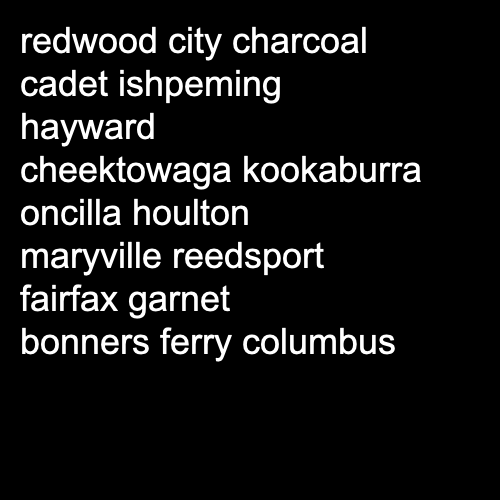 redwood city charcoal
cadet ishpeming
hayward
cheektowaga kookaburra
oncilla houlton
maryville reedsport
fairfax garnet
bonners ferry columbus